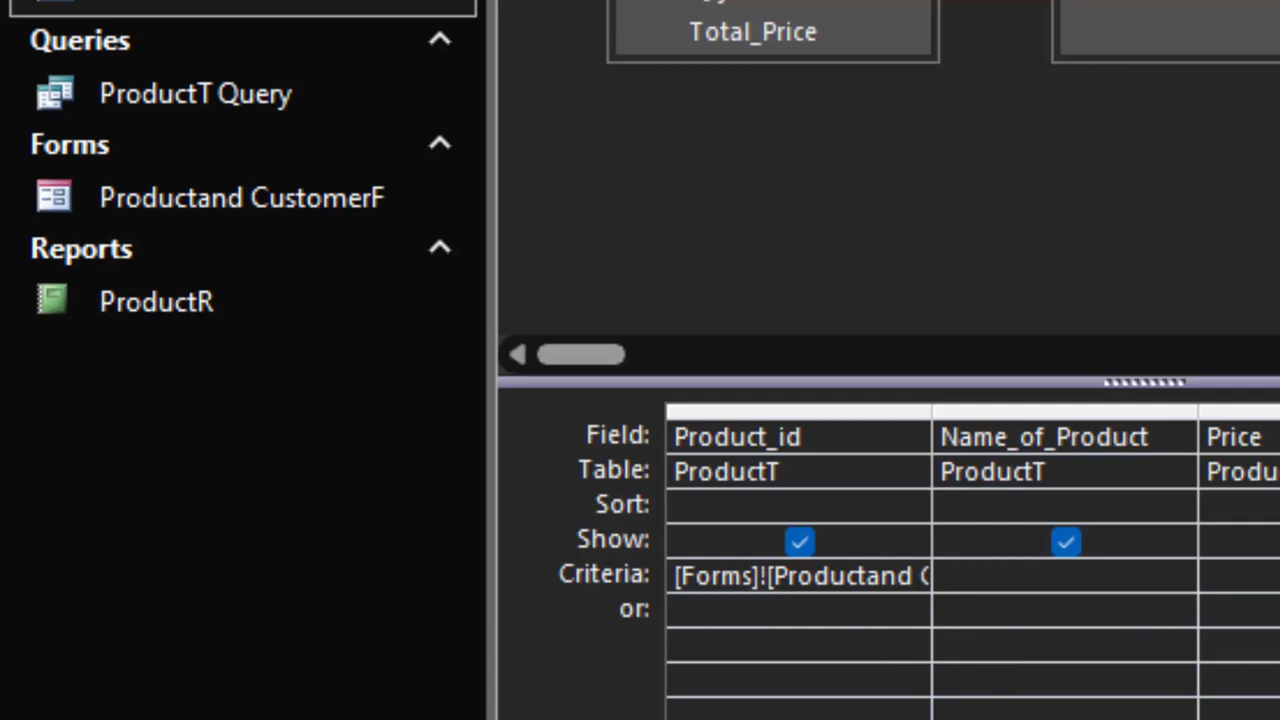 Queries
ProductT Query
Forms
Productand CustomerF
Reports
ProductR
Total_Price
Field: Product_id Name_of_Product Price
Table: ProductT ProductT Produ
Sort:
Show:
Criteria: [Forms]![Productand
or: